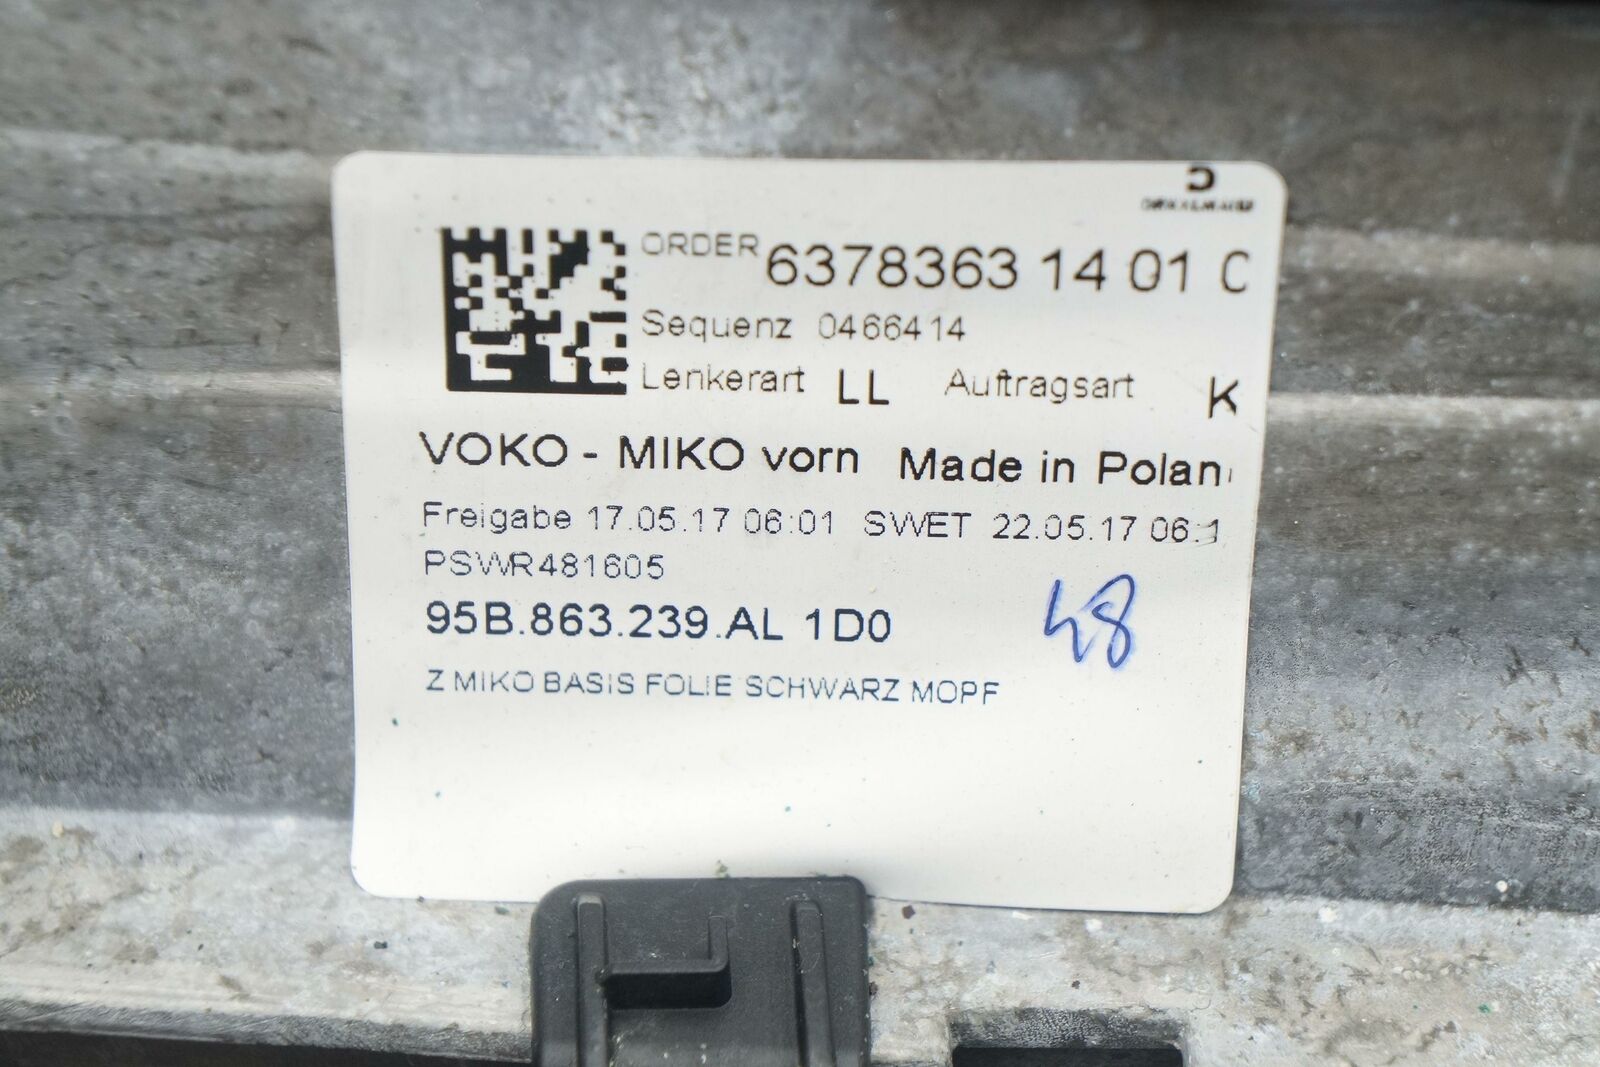 ORDER 6378363 14 01 C
Sequenz 0466414
Lenkerart LL Auftragsart K
VOKO - MIKO vorn Made in Polan
Freigabe 17.05.17 06:01 SWET 22.05.17 06:1
PSWR481605
95B.863.239.AL 1D0
48
Z MIKO BASIS FOLIE SCHWARZ MOPF